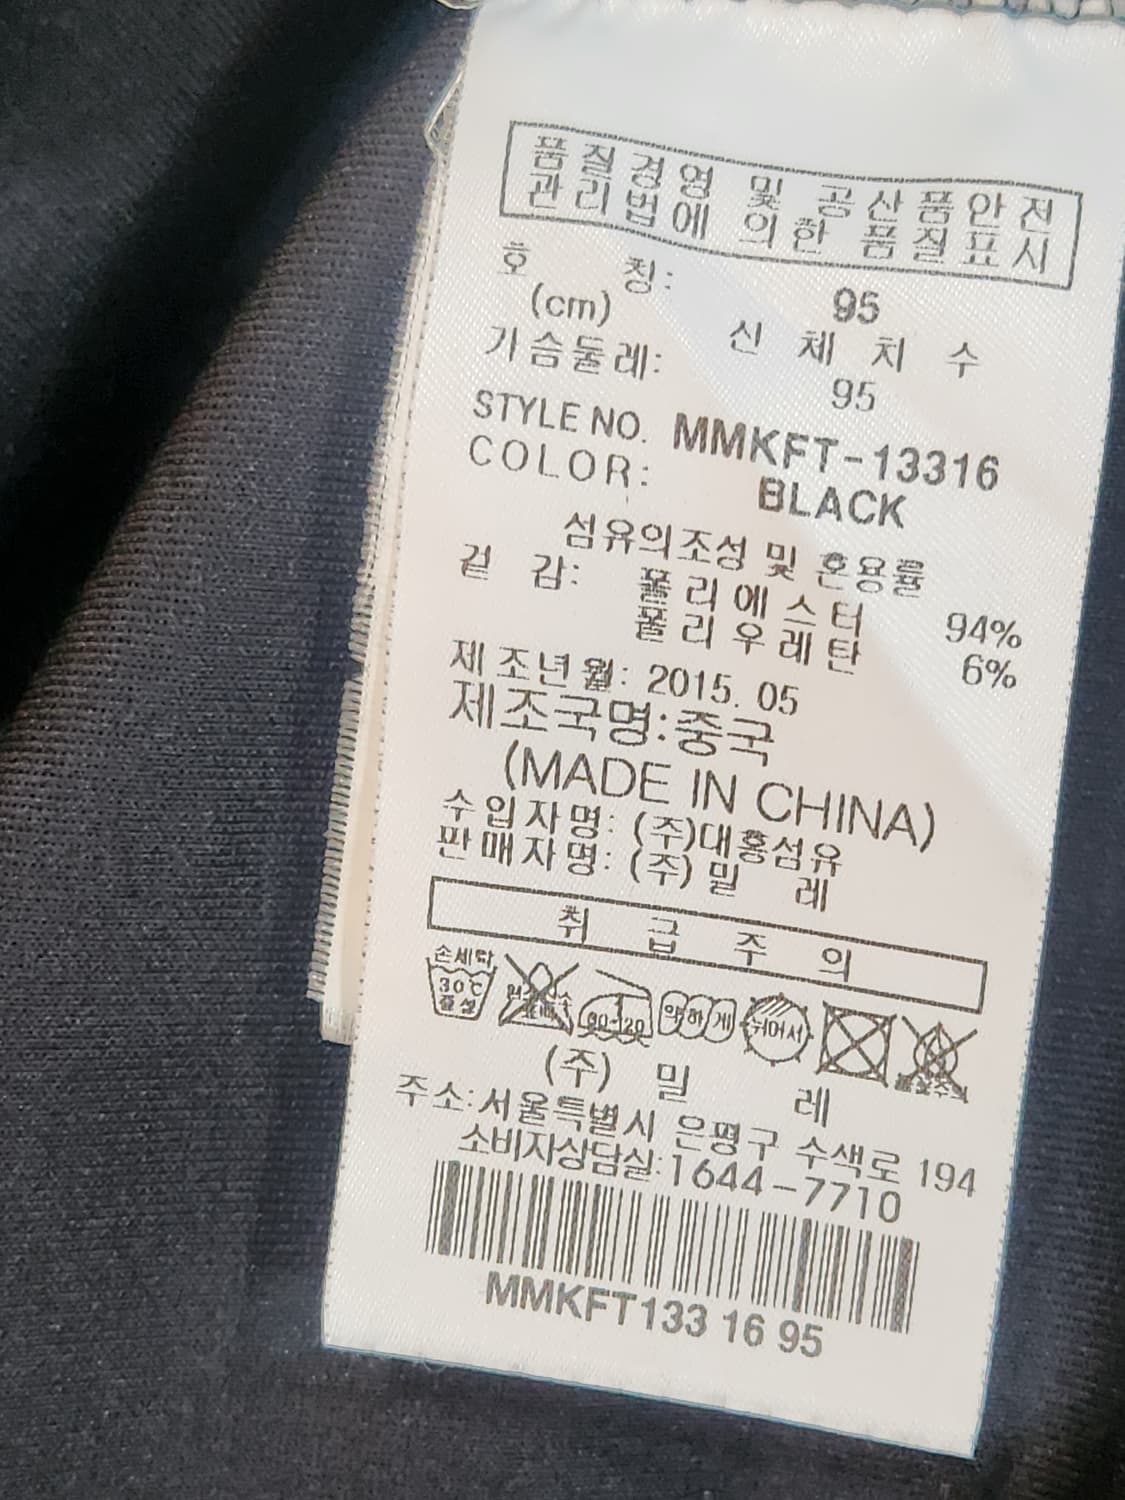 품질경영 및 공산품안전
관리법에 의한 품질표시
호 칭: 95
(cm) 신 체 치 수
가슴둘레: 95
STYLE NO. MMKFT-13316
COLOR: BLACK
섬유의조성 및 혼용률
겉 감: 폴리에스터 94%
폴리우레탄 6%
제조년월: 2015. 05
제조국명:중국
(MADE IN CHINA)
수입자명: (주)대홍섬유
판매자명: (주) 밀 레
취 급 주 의
손세탁
30℃
중성
80-120
약하게
뉘어서
(주) 밀 레
주소:서울특별시 은평구 수색로 194
소비자상담실:1644-7710
MMKFT133 16 95